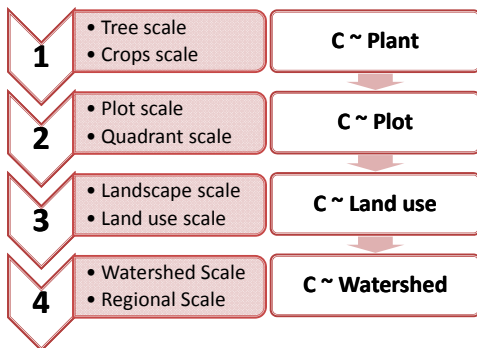 1
• Tree scale
• Crops scale
C ~ Plant
2
• Plot scale
• Quadrant scale
C ~ Plot
3
• Landscape scale
• Land use scale
C ~ Land use
4
• Watershed Scale
• Regional Scale
C ~ Watershed